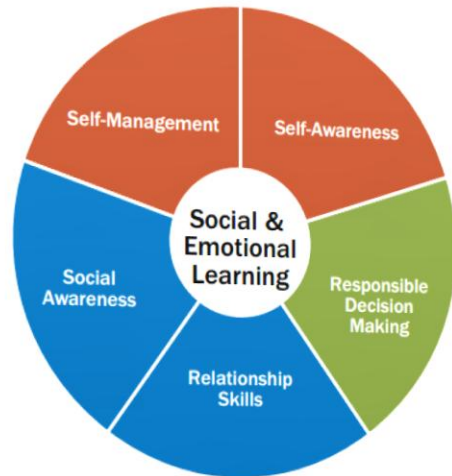 Self-Management
Self-Awareness
Social &
Emotional
Learning
Social
Awareness
Responsible
Decision
Making
Relationship
Skills